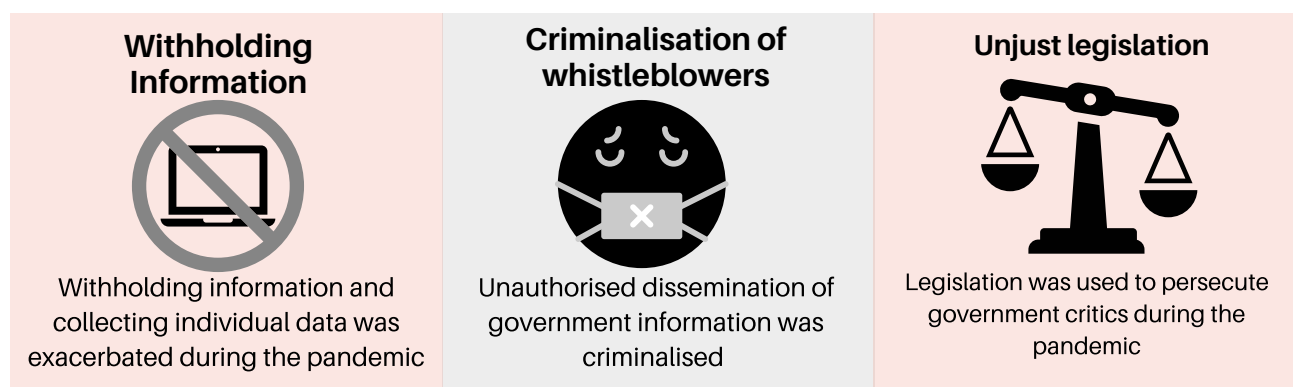 Withholding
Information
Withholding information and
collecting individual data was
exacerbated during the pandemic
Criminalisation of
whistleblowers
Unauthorised dissemination of
government information was
criminalised
Unjust legislation
Legislation was used to persecute
government critics during the
pandemic